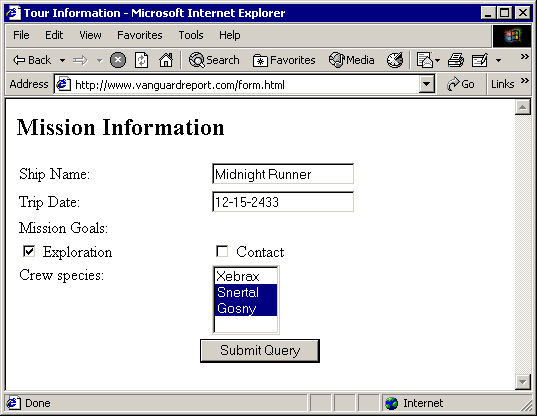 Tour Information - Microsoft Internet Explorer
File Edit View Favorites Tools Help
Back Search Favorites Media
Address http://www.vanguardreport.com/form.html Go Links »
Mission Information
Ship Name: Midnight Runner
Trip Date: 12-15-2433
Mission Goals:
Exploration Contact
Crew species: Xebrax
Snertal
Gosny
Submit Query
Done Internet